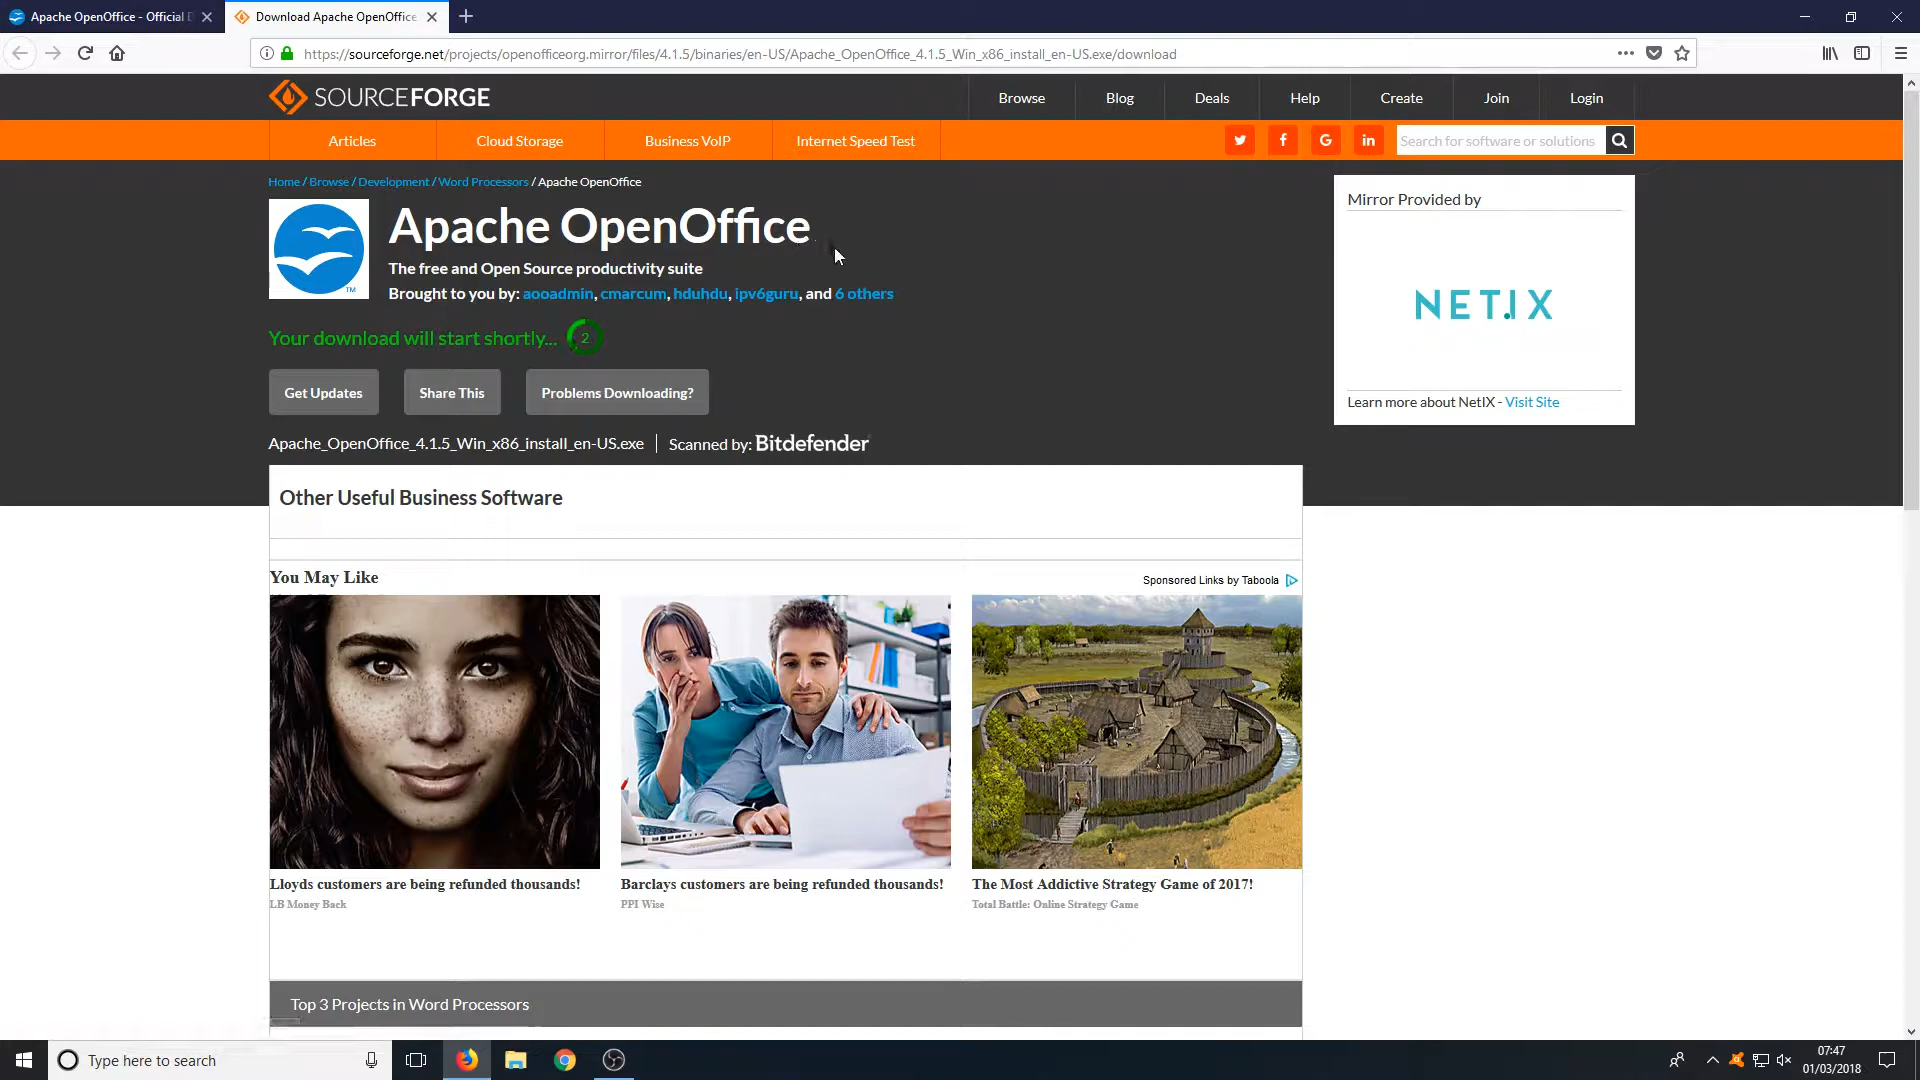 Apache OpenOffice - Official D
Download Apache OpenOffice
https://sourceforge.net/projects/openofficeorg.mirror/files/4.1.5/binaries/en-US/Apache_OpenOffice_4.1.5_Win_x86_install_en-US.exe/download
SOURCEFORGE
Browse
Blog
Deals
Help
Create
Join
Login
Articles
Cloud Storage
Business VoIP
Internet Speed Test
Search for software or solutions
Home / Browse / Development / Word Processors / Apache OpenOffice
Apache OpenOffice
The free and Open Source productivity suite
Brought to you by: aooadmin, cmarcum, hduhdu, ipv6guru, and 6 others
TM
Mirror Provided by
NETIX
Learn more about NetIX - Visit Site
Your download will start shortly... 2
Get Updates
Share This
Problems Downloading?
Apache_OpenOffice_4.1.5_Win_x86_install_en-US.exe
Scanned by: Bitdefender
Other Useful Business Software
You May Like
Sponsored Links by Taboola
Lloyds customers are being refunded thousands!
LB Money Back
Barclays customers are being refunded thousands!
PPI Wise
The Most Addictive Strategy Game of 2017!
Total Battle: Online Strategy Game
Top 3 Projects in Word Processors
Type here to search
07:47
01/03/2018